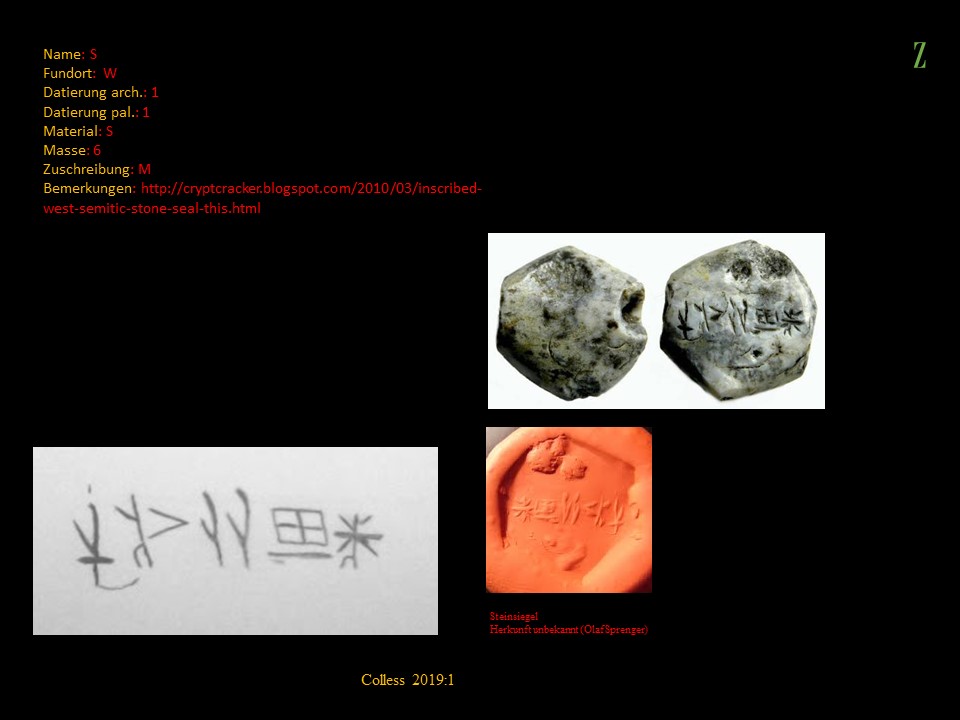 Name: S
Fundort: W
Datierung arch.: 1
Datierung pal.: 1
Material: S
Masse: 6
Zuschreibung: M
Bemerkungen: http://cryptcracker.blogspot.com/2010/03/inscribed-
west-semitic-stone-seal-this.html
Z
Steinsiegel
Herkunft unbekannt (Olaf Sprenger)
Colless 2019:1